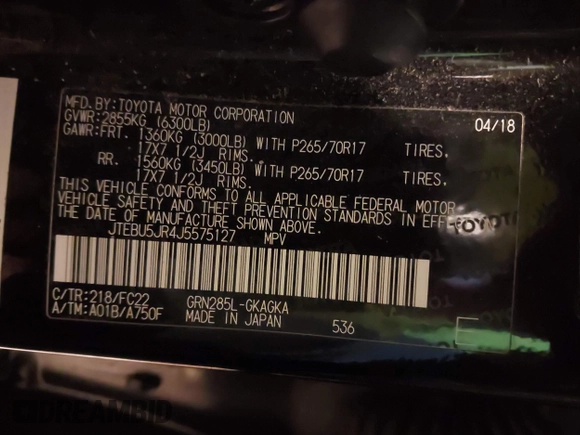 MFD.BY:TOYOTA MOTOR CORPORATION 04/18
GVWR:2855KG (6300LB)
GAWR:FRT. 1360KG (3000LB) WITH P265/70R17 TIRES,
17X7 1/2J RIMS.
RR. 1560KG (3450LB) WITH P265/70R17 TIRES,
17X7 1/2J RIMS.
THIS VEHICLE CONFORMS TO ALL APPLICABLE FEDERAL MOTOR
VEHICLE SAFETY AND THEFT PREVENTION STANDARDS IN EFF-
THE DATE OF MANUFACTURE SHOWN ABOVE.
TOYOTA
JTEBU5JR4J5575127 MPV
C/TR:218/FC22 GRN285L-GKAGKA
A/TM:A01B/A750F MADE IN JAPAN 536
DREAMBID